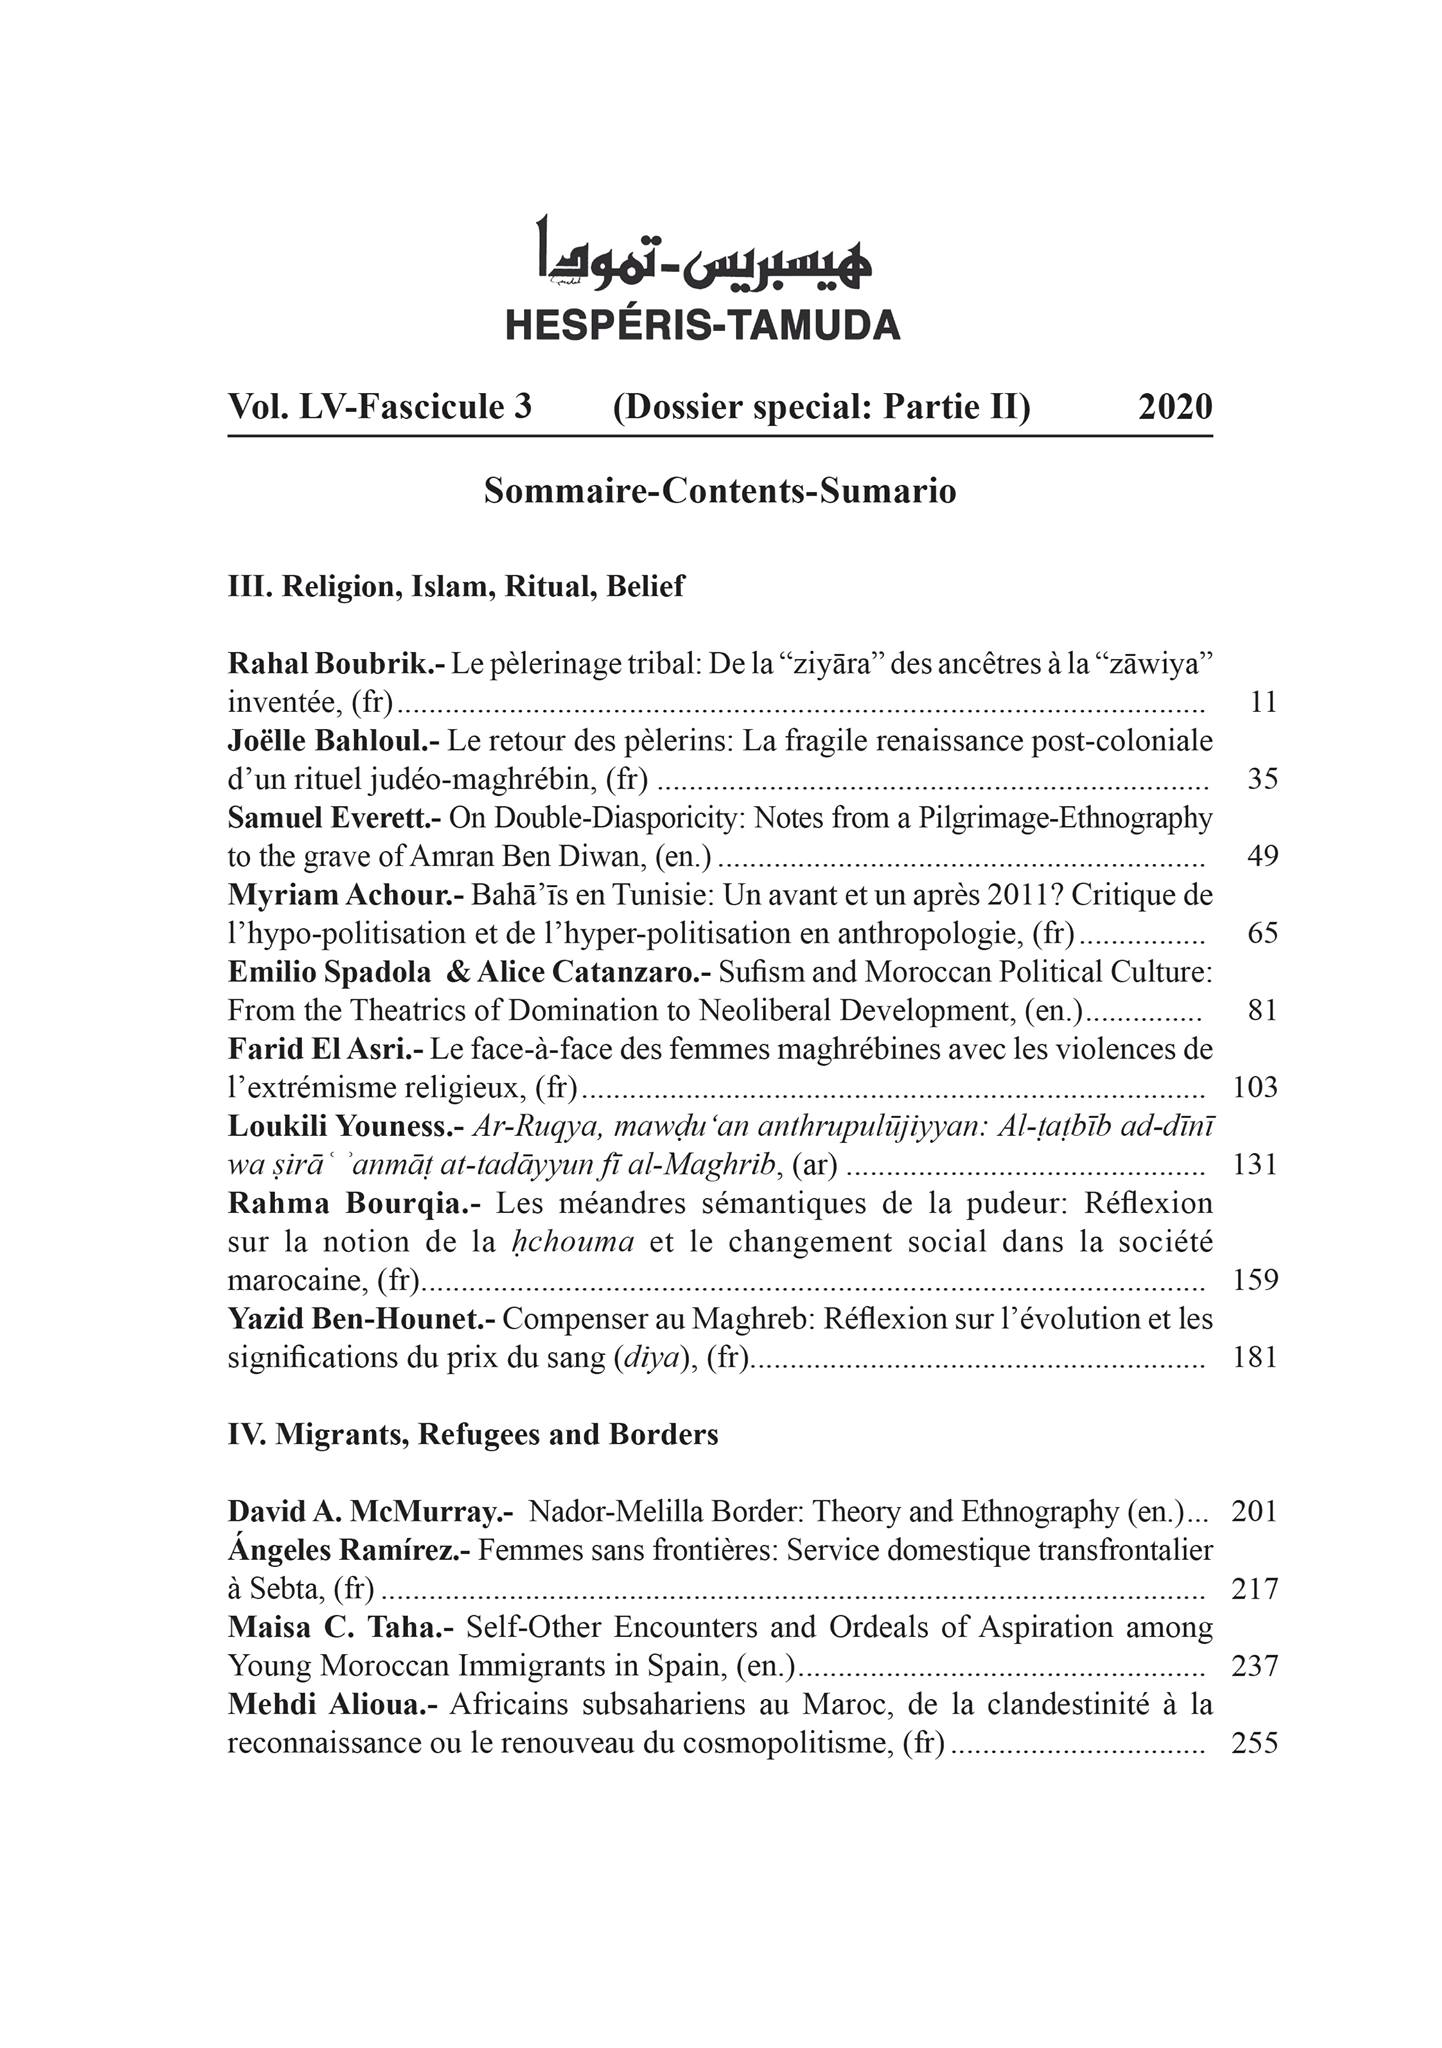 هيسبريس-تمودا
HESPÉRIS-TAMUDA
Vol. LV-Fascicule 3 (Dossier special: Partie II) 2020
Sommaire-Contents-Sumario
III. Religion, Islam, Ritual, Belief
Rahal Boubrik.- Le pèlerinage tribal: De la “ziyāra” des ancêtres à la “zāwiya”
inventée, (fr)..................................................................................................... 11
Joëlle Bahloul.- Le retour des pèlerins: La fragile renaissance post-coloniale
d’un rituel judéo-maghrébin, (fr) ..................................................................... 35
Samuel Everett.- On Double-Diasporicity: Notes from a Pilgrimage-Ethnography
to the grave of Amran Ben Diwan, (en.) ............................................................. 49
Myriam Achour.- Bahā’īs en Tunisie: Un avant et un après 2011? Critique de
l’hypo-politisation et de l’hyper-politisation en anthropologie, (fr)................ 65
Emilio Spadola & Alice Catanzaro.- Sufism and Moroccan Political Culture:
From the Theatrics of Domination to Neoliberal Development, (en.)............... 81
Farid El Asri.- Le face-à-face des femmes maghrébines avec les violences de
l’extrémisme religieux, (fr).............................................................................. 103
Loukili Youness.- Ar-Ruqya, mawḍu‘an anthrupulūjiyyan: Al-ṭaṭbīb ad-dīnī
wa ṣirāʿ ʾanmāṭ at-tadāyyun fī al-Maghrib, (ar) ............................................. 131
Rahma Bourqia.- Les méandres sémantiques de la pudeur: Réflexion
sur la notion de la ḥchouma et le changement social dans la société
marocaine, (fr).................................................................................................. 159
Yazid Ben-Hounet.- Compenser au Maghreb: Réflexion sur l’évolution et les
significations du prix du sang (diya), (fr)......................................................... 181
IV. Migrants, Refugees and Borders
David A. McMurray.- Nador-Melilla Border: Theory and Ethnography (en.)... 201
Ángeles Ramírez.- Femmes sans frontières: Service domestique transfrontalier
à Sebta, (fr) ....................................................................................................... 217
Maisa C. Taha.- Self-Other Encounters and Ordeals of Aspiration among
Young Moroccan Immigrants in Spain, (en.)................................................... 237
Mehdi Alioua.- Africains subsahariens au Maroc, de la clandestinité à la
reconnaissance ou le renouveau du cosmopolitisme, (fr) ................................ 255